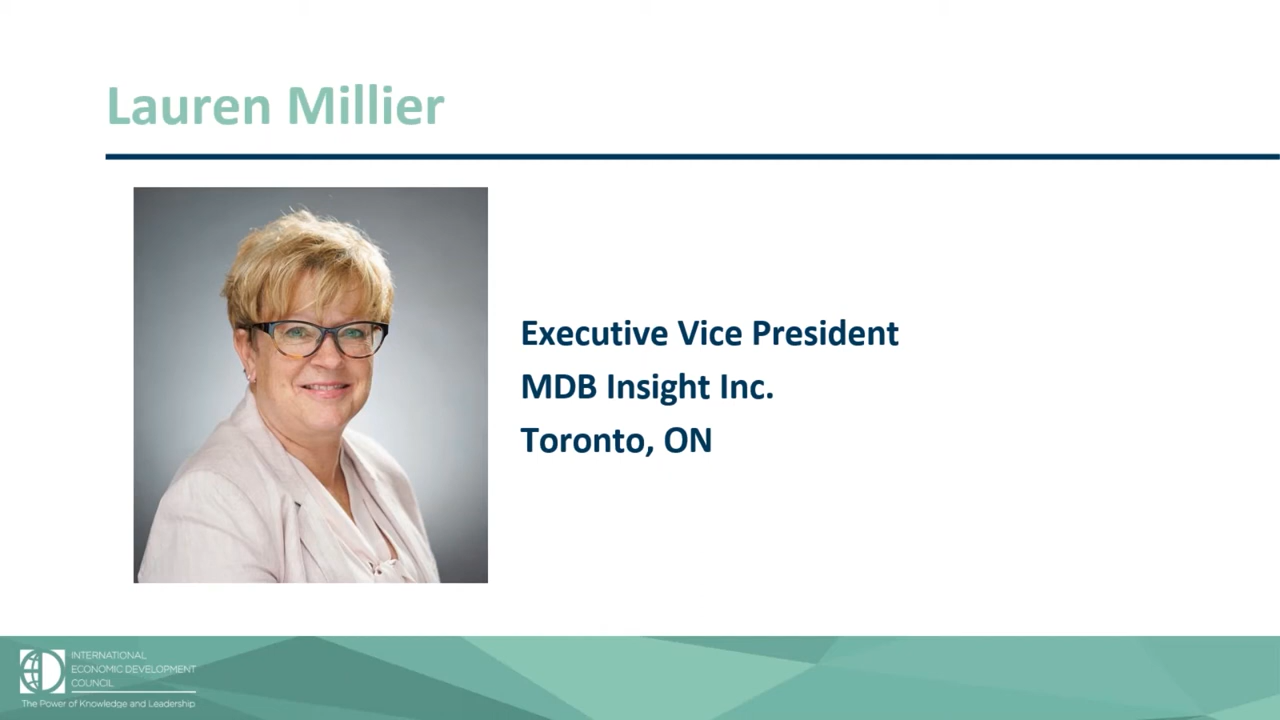 Lauren Millier
Executive Vice President
MDB Insight Inc.
Toronto, ON
INTERNATIONAL
ECONOMIC DEVELOPMENT
COUNCIL
The Power of Knowledge and Leadership